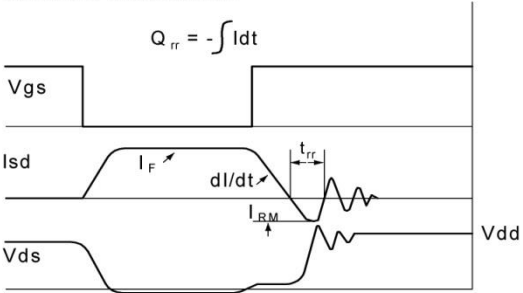 Q rr = -∫Idt
Vgs
Isd
I F
dI/dt
t rr
I RM
Vds
Vdd